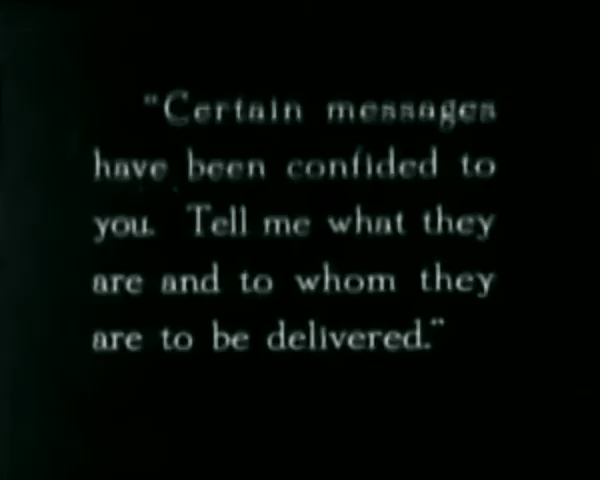 "Certain messages
have been confided to
you. Tell me what they
are and to whom they
are to be delivered."